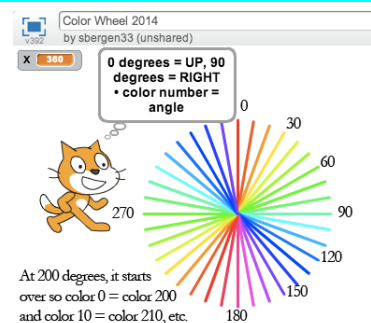 Color Wheel 2014
v392
by sbergen33 (unshared)
x 360
0 degrees = UP, 90
degrees = RIGHT
• color number =
angle
0
30
60
90
120
150
180
270
At 200 degrees, it starts
over so color 0 = color 200
and color 10 = color 210, etc.